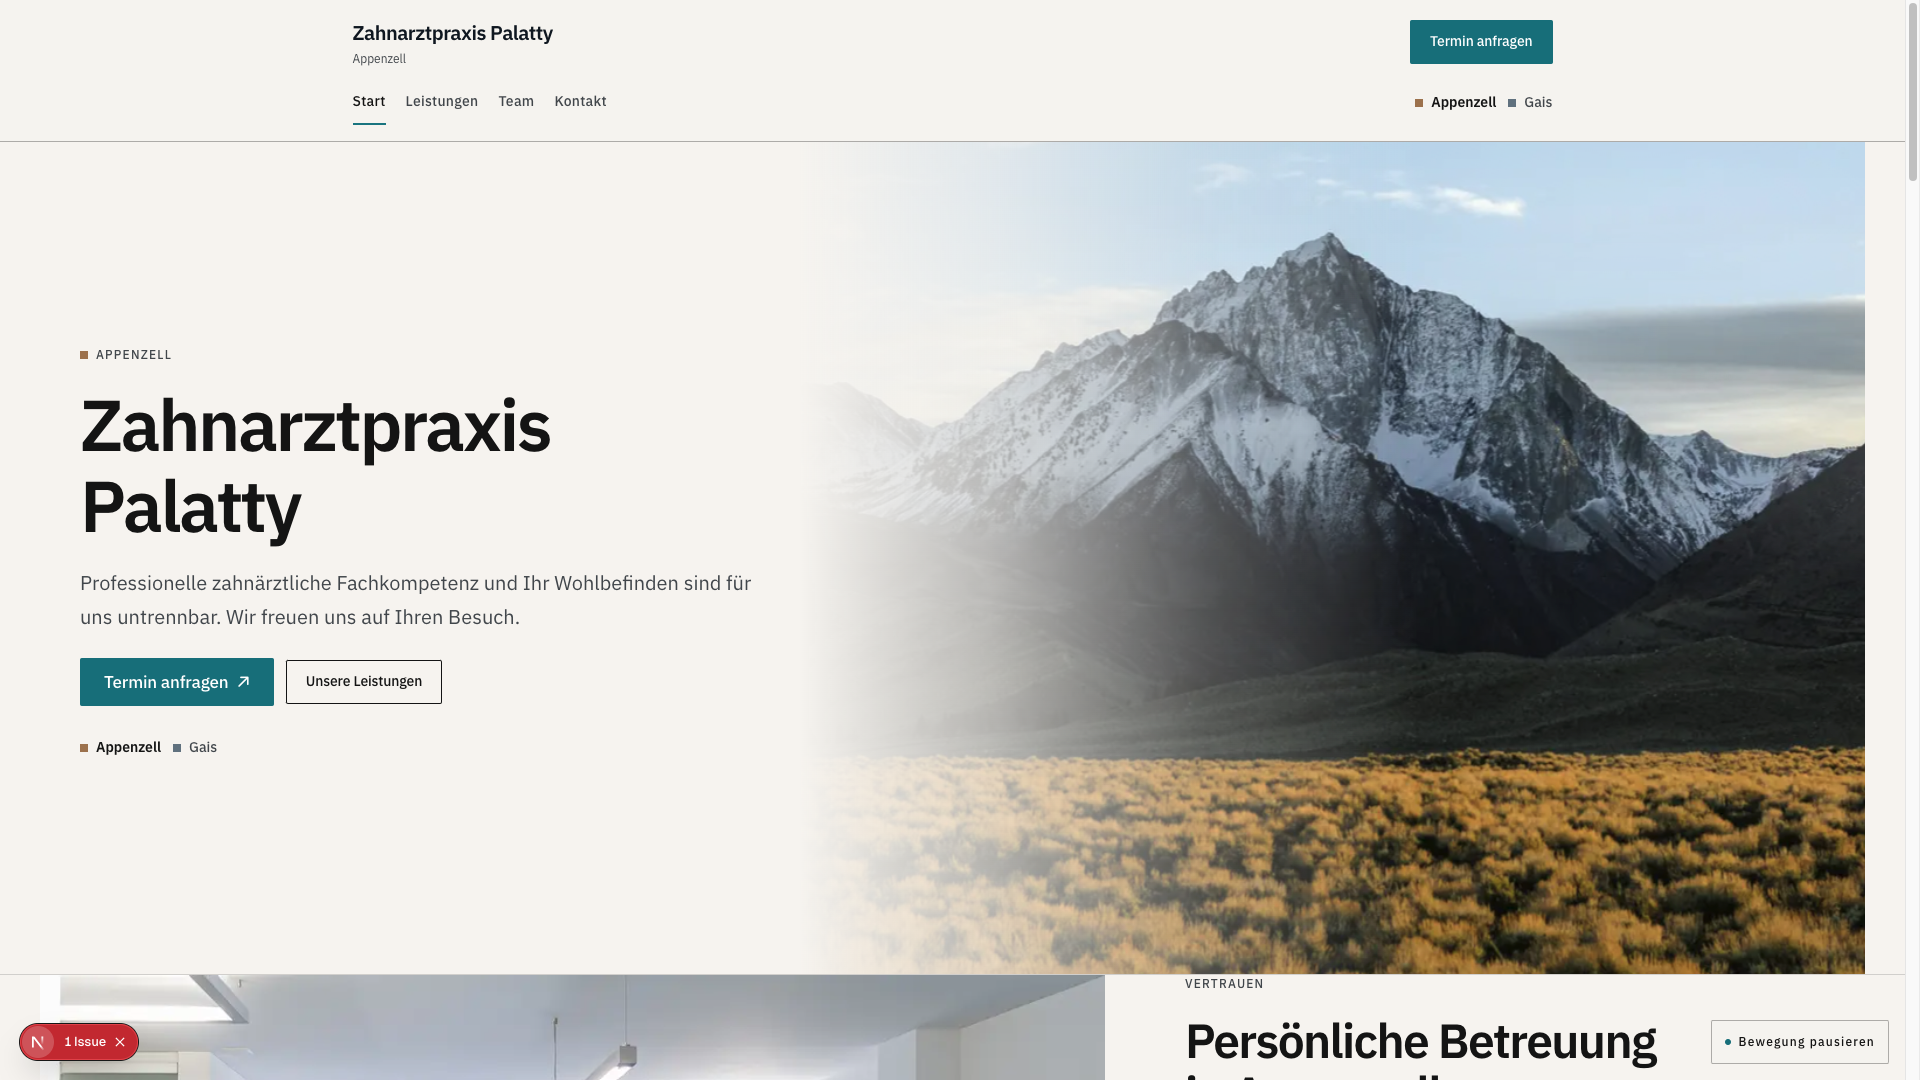 Zahnarztpraxis Palatty
Appenzell
Termin anfragen
Start Leistungen Team Kontakt
Appenzell Gais
APPENZELL
Zahnarztpraxis
Palatty
Professionelle zahnärztliche Fachkompetenz und Ihr Wohlbefinden sind für
uns untrennbar. Wir freuen uns auf Ihren Besuch.
Termin anfragen Unsere Leistungen
Appenzell Gais
VERTRAUEN
Persönliche Betreuung
N 1 Issue
Bewegung pausieren